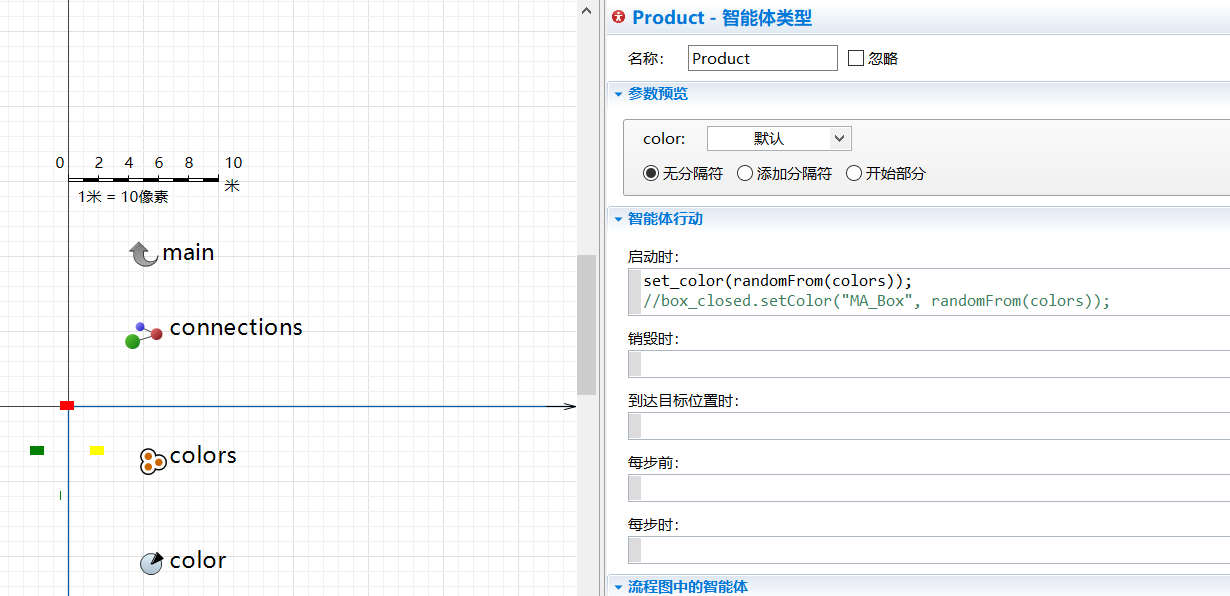 0 2 4 6 8 10
米
1米 = 10像素
main
connections
colors
color
Product - 智能体类型
名称: Product 忽略
参数预览
color: 默认
无分隔符 添加分隔符 开始部分
智能体行动
启动时:
set_color(randomFrom(colors));
//box_closed.setColor("MA_Box", randomFrom(colors));
销毁时:
到达目标位置时:
每步前:
每步时:
流程图中的智能体